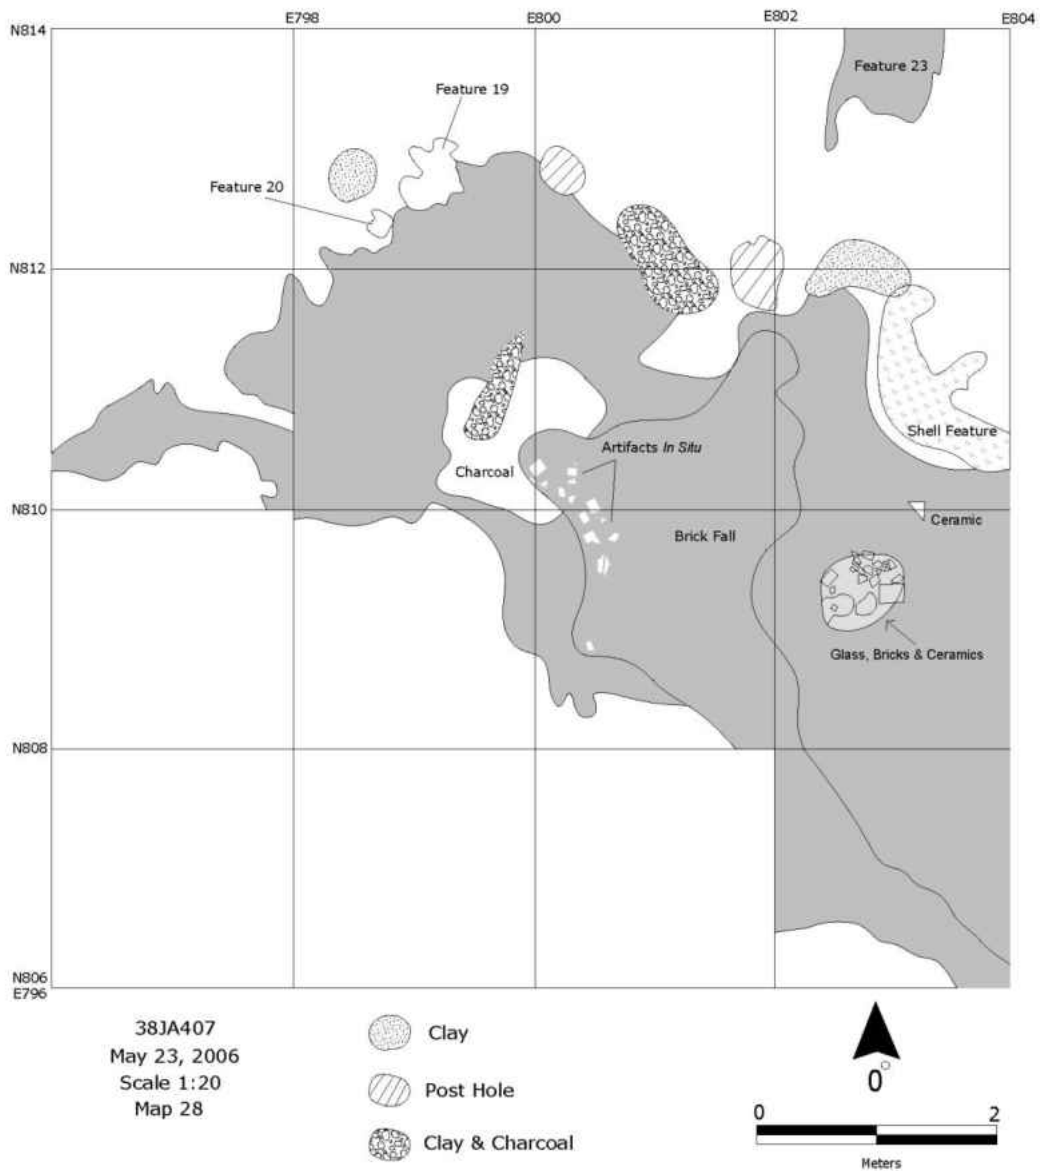 E798
E800
E802
E804
N814
Feature 23
Feature 19
Feature 20
N812
Shell Feature
Artifacts In Situ
Charcoal
N810
Ceramic
Brick Fall
Glass, Bricks & Ceramics
N808
N806
E796
38JA407
May 23, 2006
Scale 1:20
Map 28
Clay
Post Hole
Clay & Charcoal
0°
0 2
Meters